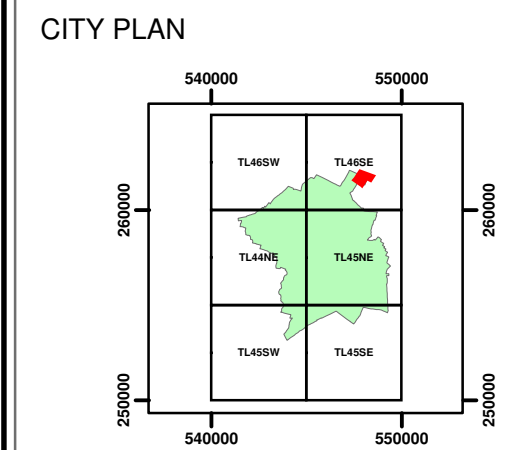 CITY PLAN
540000 550000
TL46SW TL46SE
260000 260000
TL44NE TL45NE
TL45SW TL45SE
250000 250000
540000 550000